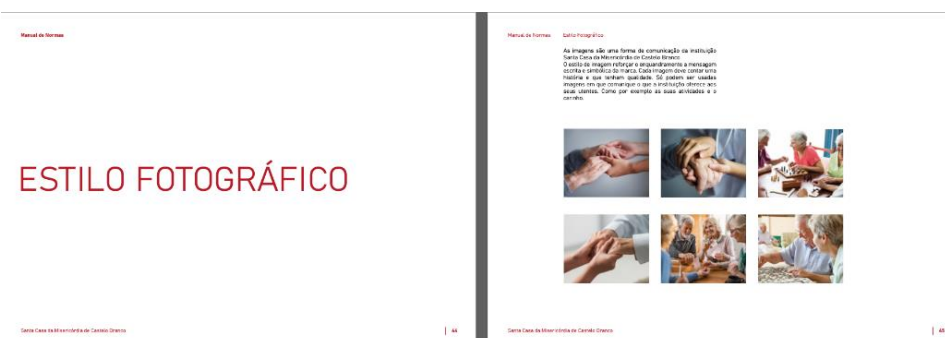 Manual de Normas
ESTILO FOTOGRÁFICO
Santa Casa da Misericórdia de Castelo Branco
Manual de Normas Estilo Fotográfico
As imagens são uma forma de comunicação da instituição
Santa Casa da Misericórdia de Castelo Branco.
O estilo de imagem reforçar o enquandramento a mensagem
escrita e simbólica da marca. Cada imagem deve contar uma
história e que tenham qualidade. Só podem ser usadas
imagens em que comunique o que a instituição oferece aos
seus utentes. Como por exemplo as suas atividades e o
carinho.
Santa Casa da Misericórdia de Castelo Branco